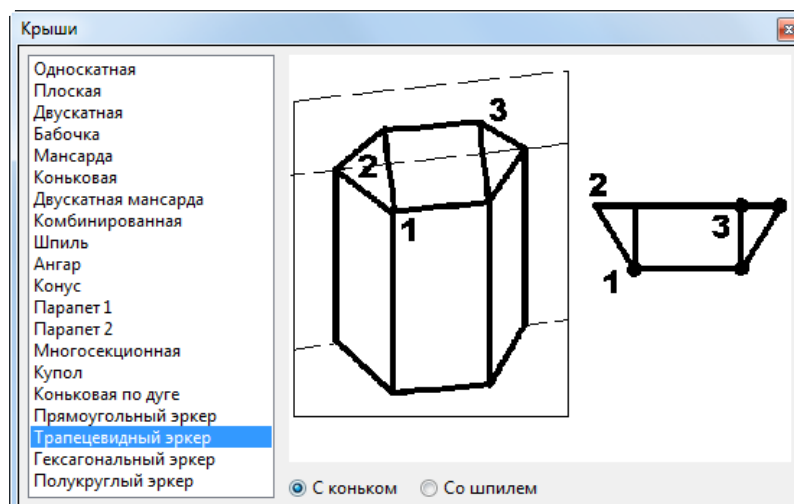 Крыши
x
Односкатная
Плоская
Двускатная
Бабочка
Мансарда
Коньковая
Двускатная мансарда
Комбинированная
Шпиль
Ангар
Конус
Парапет 1
Парапет 2
Многосекционная
Купол
Коньковая по дуге
Прямоугольный эркер
Трапецевидный эркер
Гексагональный эркер
Полукруглый эркер
3
2
1
2
3
1
С коньком
Со шпилем